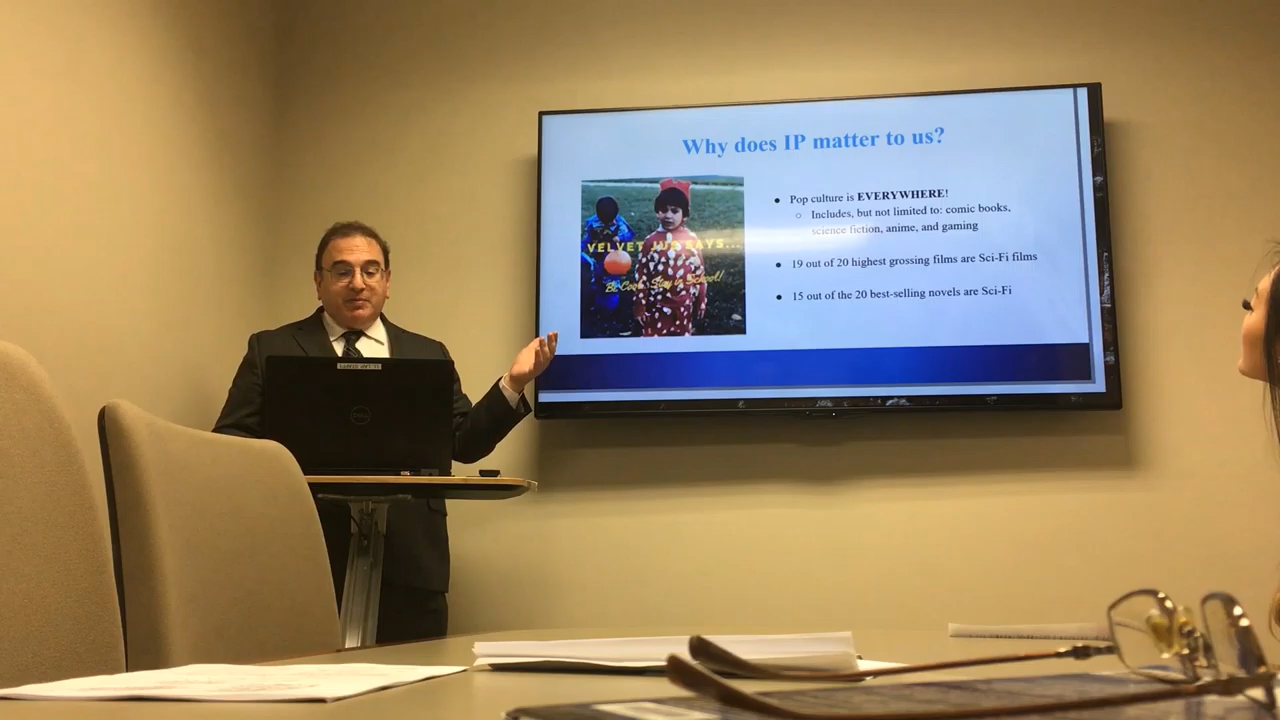 Why does IP matter to us?
VELVET JUE SAYS...
Be Cool. Stay in School!
● Pop culture is EVERYWHERE!
○ Includes, but not limited to: comic books,
science fiction, anime, and gaming
● 19 out of 20 highest grossing films are Sci-Fi films
● 15 out of the 20 best-selling novels are Sci-Fi
DELL